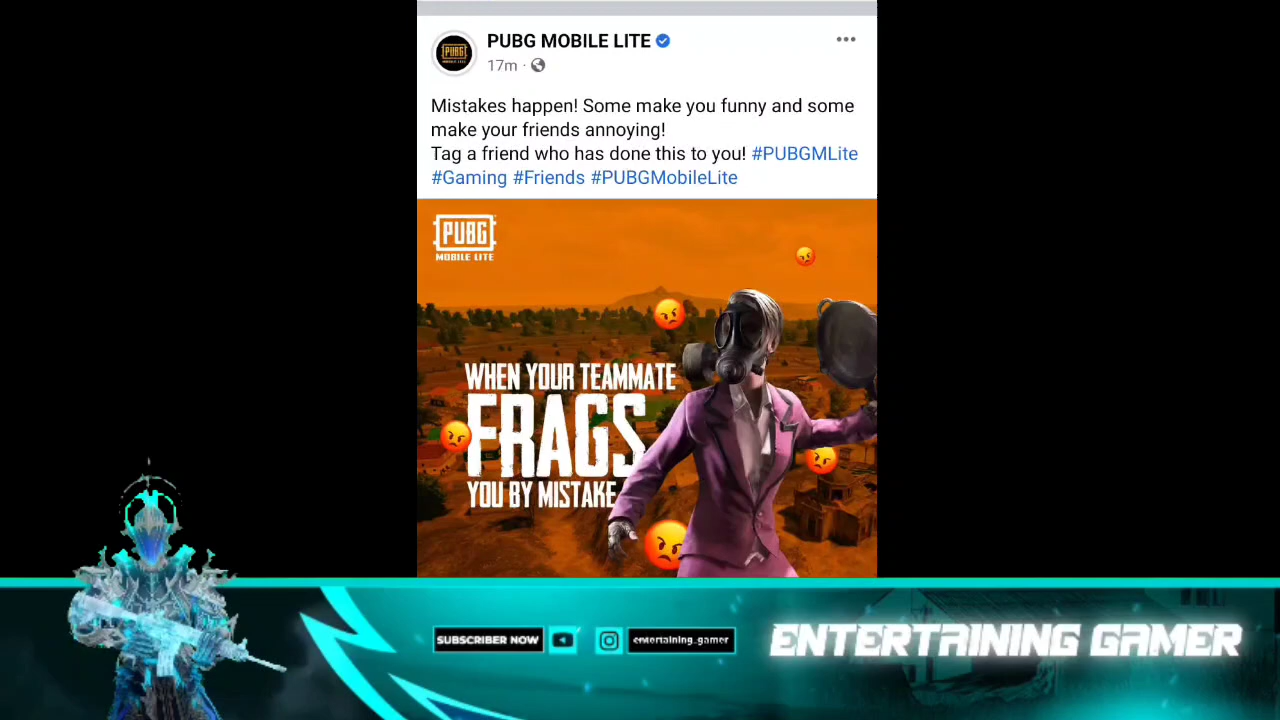 PUBG MOBILE LITE
17m ·
Mistakes happen! Some make you funny and some
make your friends annoying!
Tag a friend who has done this to you! #PUBGMLite
#Gaming #Friends #PUBGMobileLite
PUBG
MOBILE LITE
WHEN YOUR TEAMMATE
FRAGS
YOU BY MISTAKE
SUBSCRIBER NOW
entertaining_gamer
ENTERTAINING GAMER